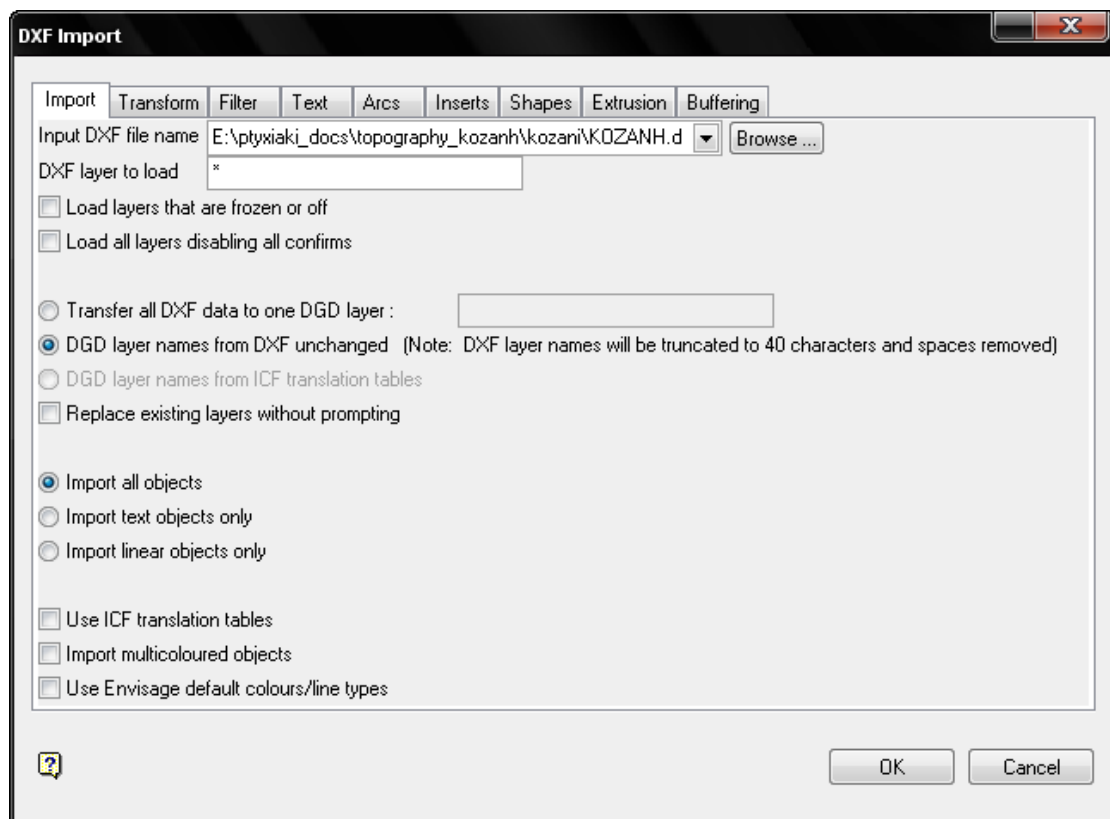 DXF Import
Import Transform Filter Text Arcs Inserts Shapes Extrusion Buffering
Input DXF file name E:\ptyxiaki_docs\topography_kozanh\kozani\KOZANH.d Browse ...
DXF layer to load *
Load layers that are frozen or off
Load all layers disabling all confirms
Transfer all DXF data to one DGD layer :
DGD layer names from DXF unchanged (Note: DXF layer names will be truncated to 40 characters and spaces removed)
DGD layer names from ICF translation tables
Replace existing layers without prompting
Import all objects
Import text objects only
Import linear objects only
Use ICF translation tables
Import multicoloured objects
Use Envisage default colours/line types
? OK Cancel